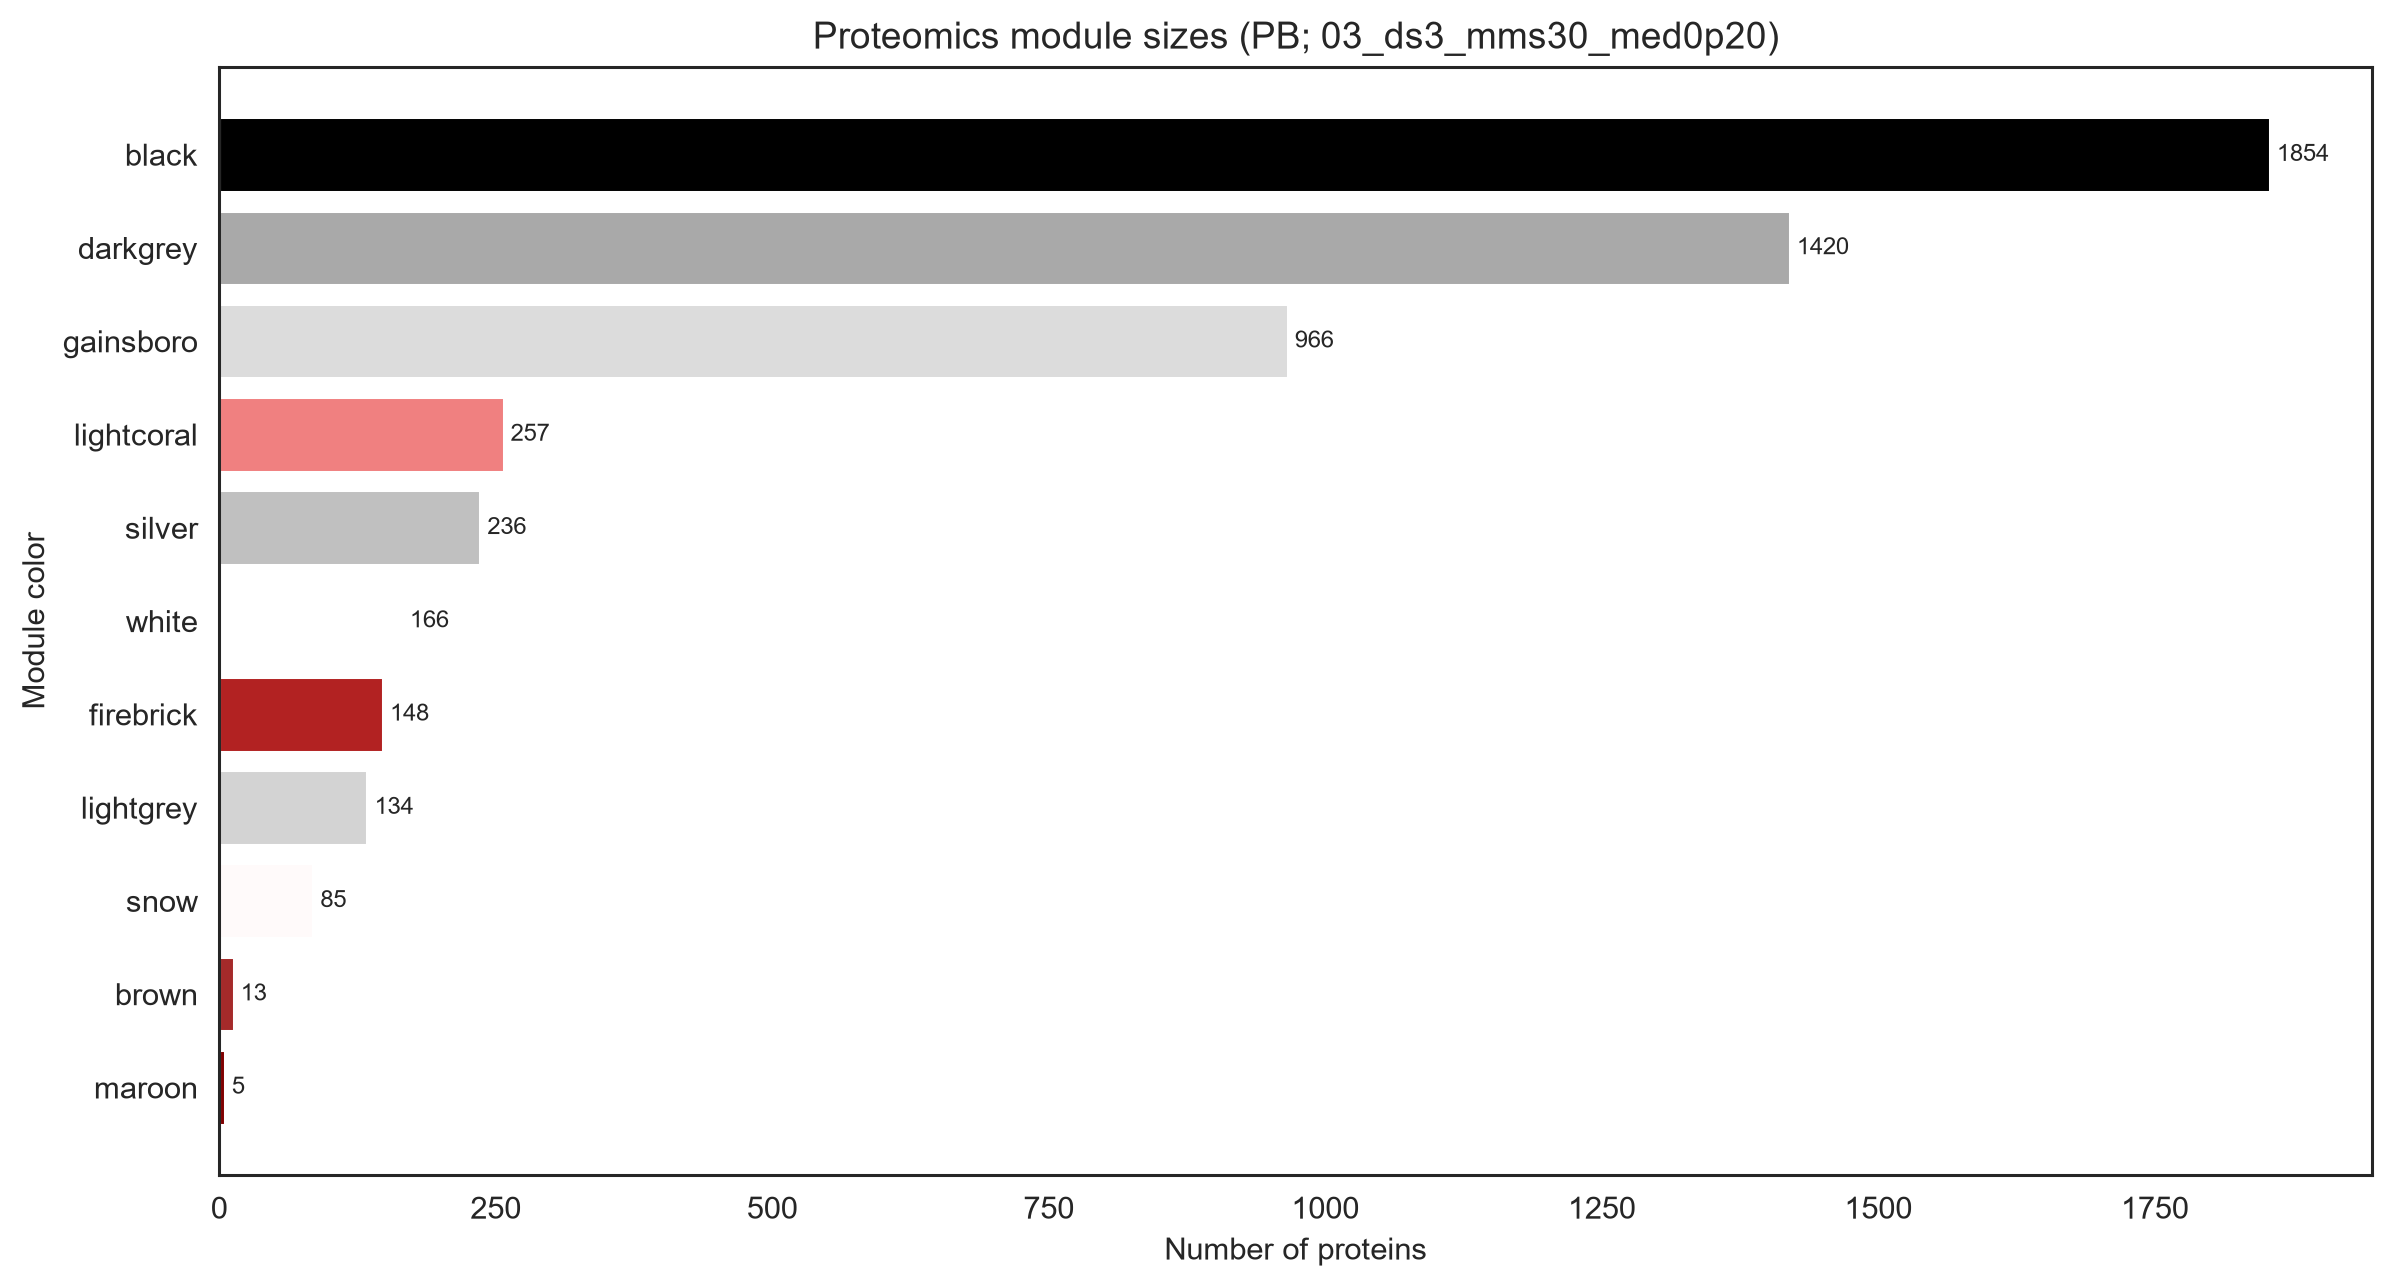 Proteomics module sizes (PB; 03_ds3_mms30_med0p20)
black 1854
darkgrey 1420
gainsboro 966
lightcoral 257
silver 236
white 166
firebrick 148
lightgrey 134
snow 85
brown 13
maroon 5
Module color
0 250 500 750 1000 1250 1500 1750
Number of proteins